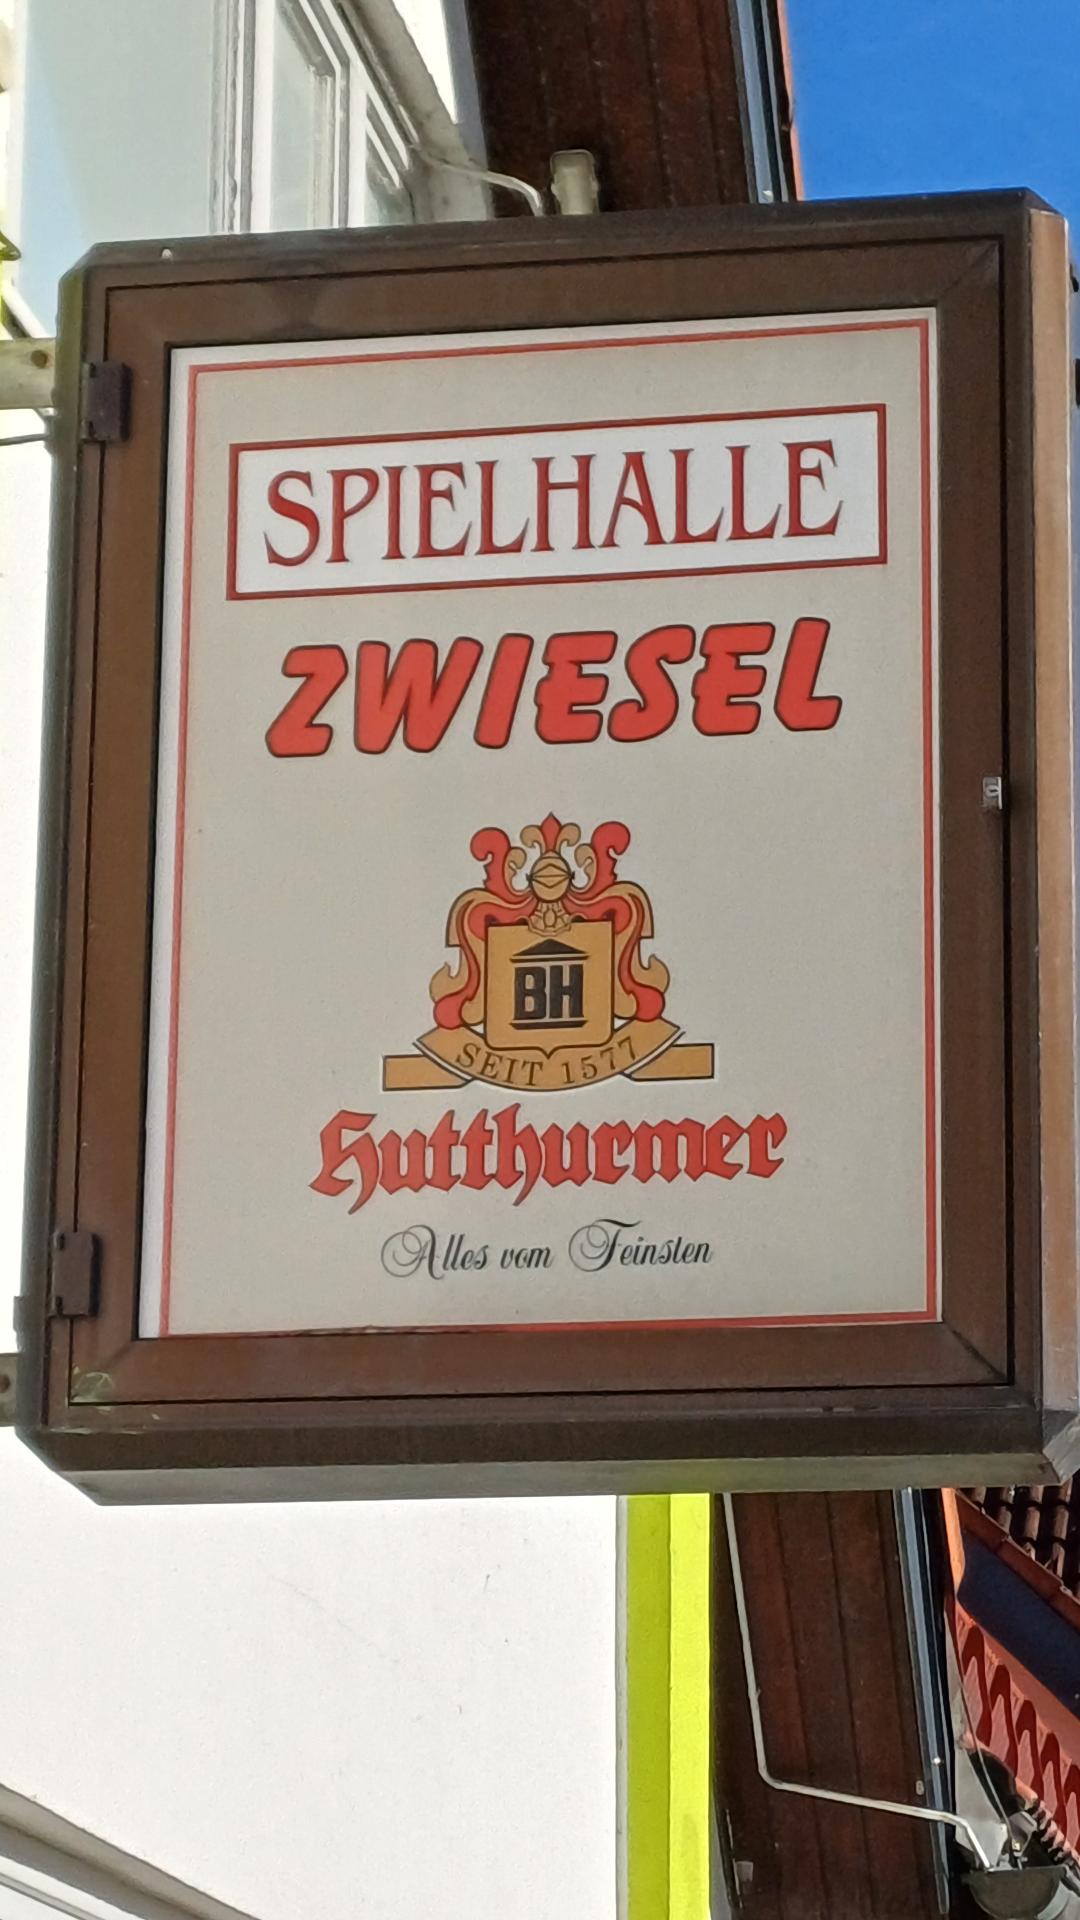 SPIELHALLE
ZWIESEL
BH
SEIT 1577
Hutthurmer
Alles vom Feinsten